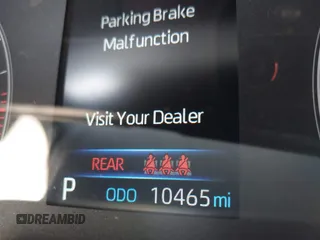 Parking Brake
Malfunction
Visit Your Dealer
REAR
P ODO 10465 mi
DREAMBID